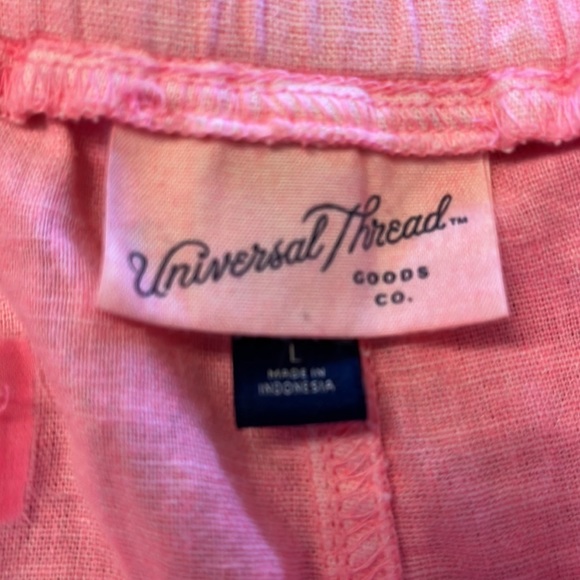 Universal Thread™
GOODS
CO.
L
MADE IN
INDONESIA